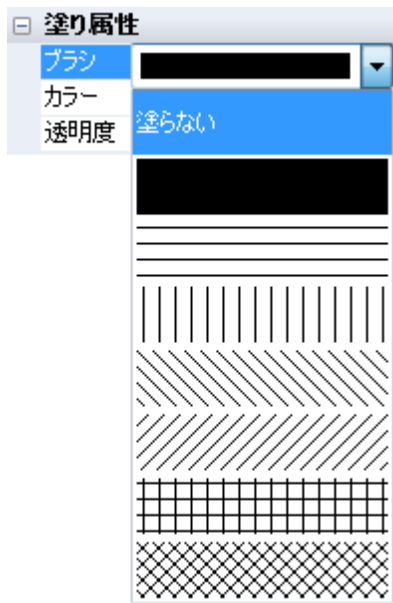 塗り属性
ブラシ
カラー
透明度
塗らない